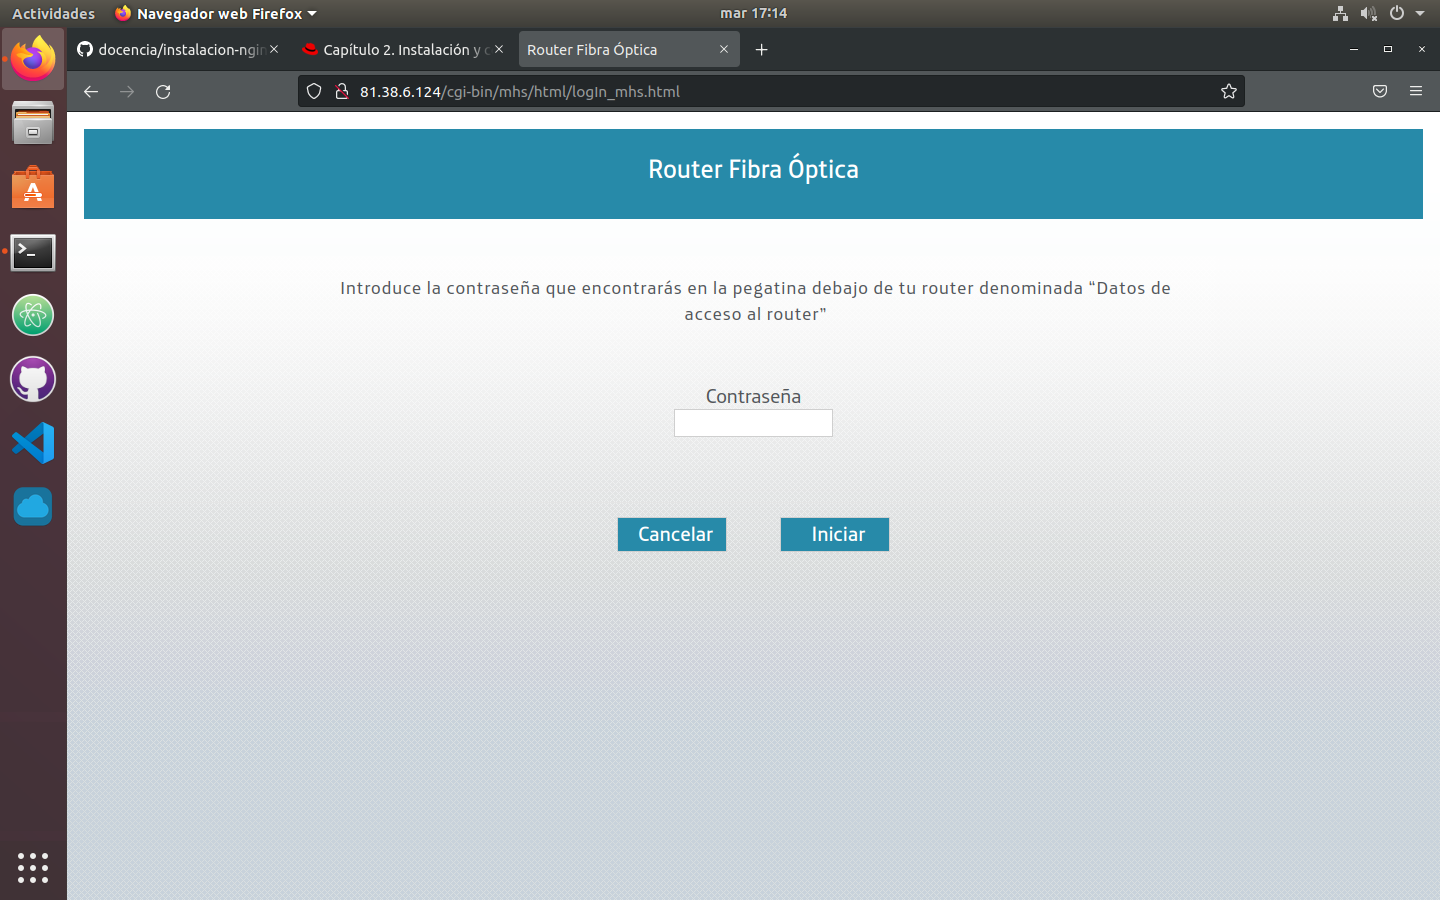 Actividades
Navegador web Firefox
mar 17:14
docencia/instalacion-ngin
Capítulo 2. Instalación y c
Router Fibra Óptica
81.38.6.124/cgi-bin/mhs/html/logIn_mhs.html
Router Fibra Óptica
Introduce la contraseña que encontrarás en la pegatina debajo de tu router denominada “Datos de
acceso al router”
Contraseña
Cancelar
Iniciar